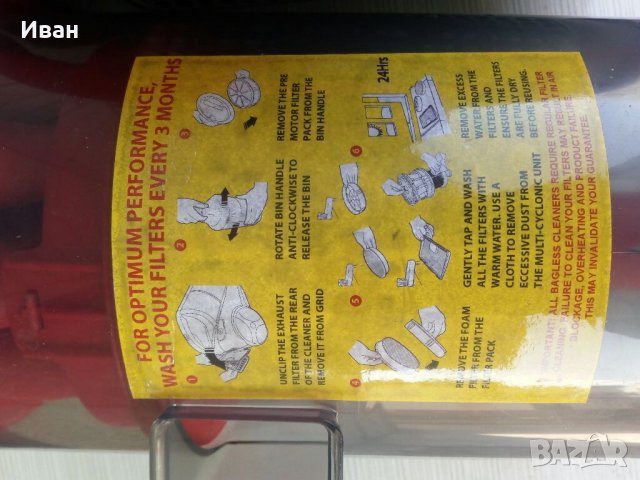 Иван
FOR OPTIMUM PERFORMANCE,
WASH YOUR FILTERS EVERY 3 MONTHS
1
UNCLIP THE EXHAUST
FILTER FROM THE REAR
OF THE CLEANER AND
REMOVE IT FROM GRID
2
ROTATE BIN HANDLE
ANTI-CLOCKWISE TO
RELEASE THE BIN
3
REMOVE THE PRE
MOTOR FILTER
PACK FROM THE
BIN HANDLE
4
REMOVE THE FOAM
FILTER FROM THE
FILTER PACK
5
GENTLY TAP AND WASH
ALL THE FILTERS WITH
WARM WATER. USE A
CLOTH TO REMOVE
ECCESSIVE DUST FROM
THE MULTI-CYCLONIC UNIT
6
24Hrs
REMOVE EXCESS
WATER FROM THE
FILTERS AND
ENSURE THE FILTERS
ARE FULLY DRY
BEFORE REUSING.
IMPORTANT: ALL BAGLESS CLEANERS REQUIRE REGULAR FILTER
CLEANING. FAILURE TO CLEAN YOUR FILTERS MAY RESULT IN AIR
BLOCKAGE, OVERHEATING AND PRODUCT FAILURE.
THIS MAY INVALIDATE YOUR GUARANTEE.
BAZAR